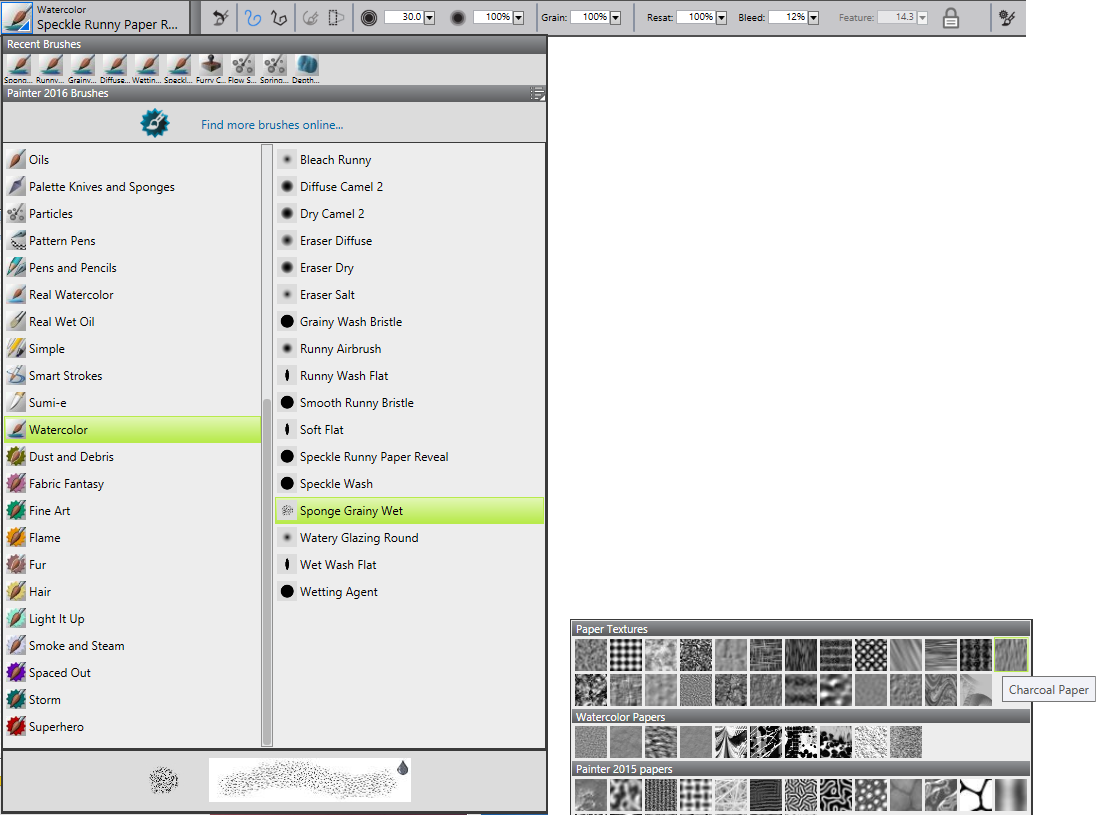 Watercolor
Speckle Runny Paper R...
30.0
100%
Grain: 100%
Resat: 100%
Bleed: 12%
Feature: 14.3
Recent Brushes
Spong... Runny... Grainy... Diffuse... Wettin... Speckl... Furry C... Flow S... Spring... Depth...
Painter 2016 Brushes
Find more brushes online...
Oils
Palette Knives and Sponges
Particles
Pattern Pens
Pens and Pencils
Real Watercolor
Real Wet Oil
Simple
Smart Strokes
Sumi-e
Watercolor
Dust and Debris
Fabric Fantasy
Fine Art
Flame
Fur
Hair
Light It Up
Smoke and Steam
Spaced Out
Storm
Superhero
Bleach Runny
Diffuse Camel 2
Dry Camel 2
Eraser Diffuse
Eraser Dry
Eraser Salt
Grainy Wash Bristle
Runny Airbrush
Runny Wash Flat
Smooth Runny Bristle
Soft Flat
Speckle Runny Paper Reveal
Speckle Wash
Sponge Grainy Wet
Watery Glazing Round
Wet Wash Flat
Wetting Agent
Paper Textures
Charcoal Paper
Watercolor Papers
Painter 2015 papers